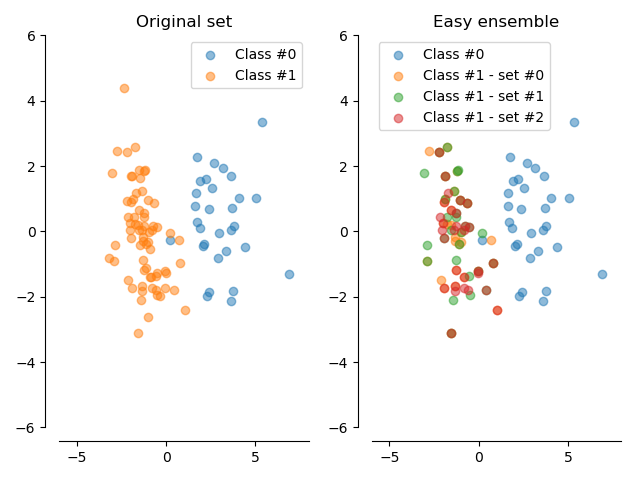 Original set
Easy ensemble
6
4
2
0
−2
−4
−6
−5
0
5
Class #0
Class #1
6
4
2
0
−2
−4
−6
−5
0
5
Class #0
Class #1 - set #0
Class #1 - set #1
Class #1 - set #2